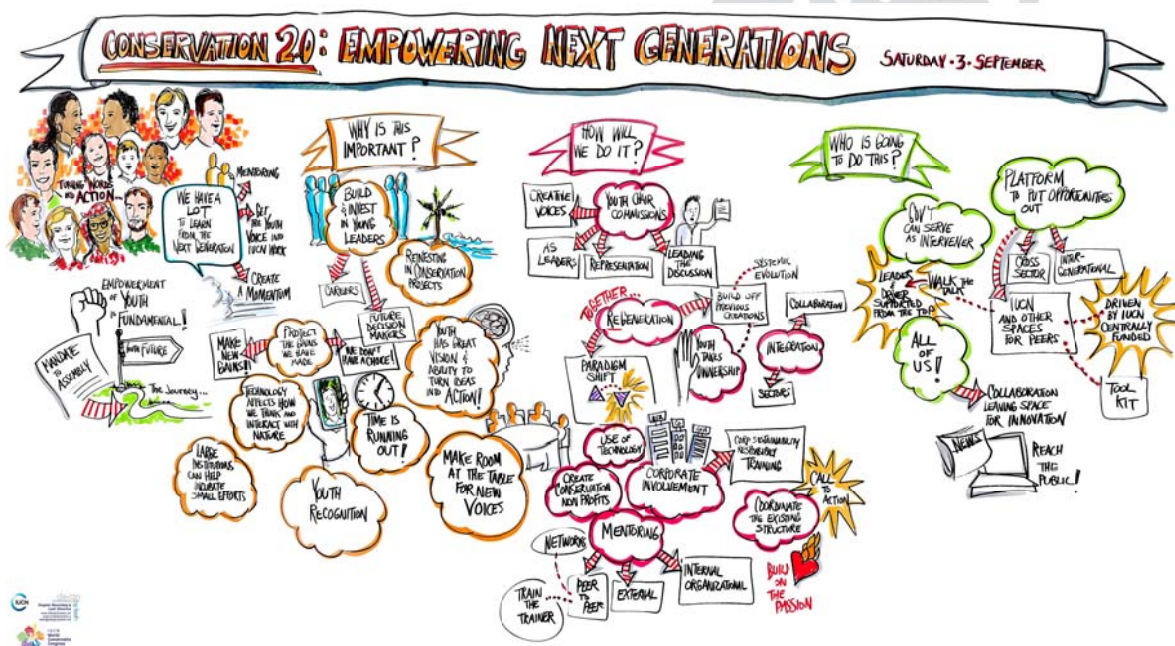 CONSERVATION 2.0: EMPOWERING NEXT GENERATIONS
SATURDAY • 3 • SEPTEMBER
TURNING WORDS
INTO ACTION...
WE HAVE A
LOT
TO LEARN
FROM THE
NEXT GENERATION
MENTORING
GET
THE YOUTH
VOICE INTO
IUCN WORK
CREATE
A MOMENTUM
EMPOWERMENT
OF YOUTH
IS FUNDAMENTAL!
MANDATE
TO
ASSEMBLY
YOUTH FUTURE
The Journey...
WHY IS THIS
IMPORTANT?
BUILD
& INVEST
IN YOUNG
LEADERS
REINVESTING
IN CONSERVATION
PROJECTS
CAREERS
FUTURE
DECISION
MAKERS
MAKE
NEW
GAINS!!
PROTECT
THE GAINS
WE HAVE
MADE
WE DON'T
HAVE A CHOICE!
YOUTH
HAS GREAT
VISION &
ABILITY TO
TURN IDEAS
INTO ACTION!
TECHNOLOGY
AFFECTS HOW
WE THINK AND
INTERACT WITH
NATURE
TIME IS
RUNNING
OUT!
LARGE
INSTITUTIONS
CAN HELP
INCUBATE
SMALL EFFORTS
YOUTH
RECOGNITION
MAKE ROOM
AT THE TABLE
FOR NEW
VOICES
HOW WILL
WE DO IT?
CREATIVE
VOICES
YOUTH CHAIR
COMMISSIONS
AS
LEADERS
REPRESENTATION
LEADING
THE
DISCUSSION
TOGETHER...
REGENERATION
SYSTEMIC
EVOLUTION
BUILD OFF
PREVIOUS
CREATIONS
COLLABORATION
PARADIGM
SHIFT
YOUTH
TAKES
OWNERSHIP
INTEGRATION
SECTORS
USE OF
TECHNOLOGY
CREATE
CONSERVATION
NON PROFITS
CORPORATE
INVOLVEMENT
CORP SUSTAINABILITY
RESPONSIBILITY
TRAINING
CALL
TO
ACTION
COORDINATE
THE EXISTING
STRUCTURE
MENTORING
NETWORKS
TRAIN
THE
TRAINER
PEER
TO
PEER
EXTERNAL
INTERNAL
ORGANIZATIONAL
BUILD
ON
THE
PASSION
WHO IS GOING
TO DO THIS?
PLATFORM
TO PUT OPPORTUNITIES
OUT
GOV'T
CAN SERVE
AS INTERVENER
CROSS
SECTOR
INTER-
GENERATIONAL
LEADER
&
DRIVER SUPPORTED
FROM THE TOP
WALK THE
TALK
IUCN
AND OTHER
SPACES
FOR PEERS
DRIVEN
BY IUCN
CENTRALLY
FUNDED
ALL
OF
US!
TOOL
KIT
COLLABORATION
LEAVING SPACE
FOR INNOVATION
NEWS
REACH
THE
PUBLIC!
IUCN